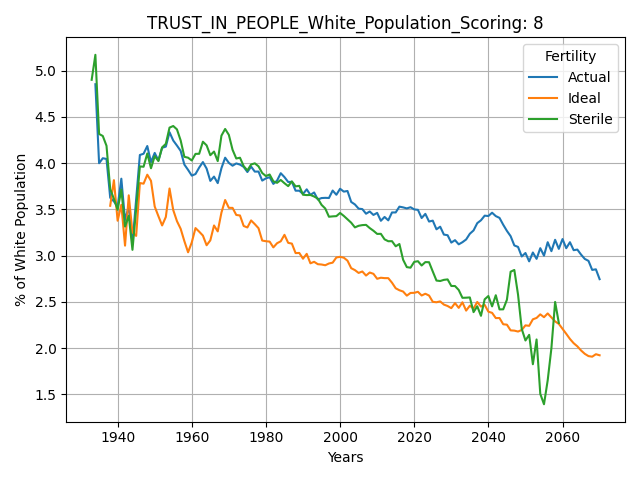 TRUST_IN_PEOPLE_White_Population_Scoring: 8
Fertility
Actual
Ideal
Sterile
% of White Population
5.0
4.5
4.0
3.5
3.0
2.5
2.0
1.5
1940 1960 1980 2000 2020 2040 2060
Years